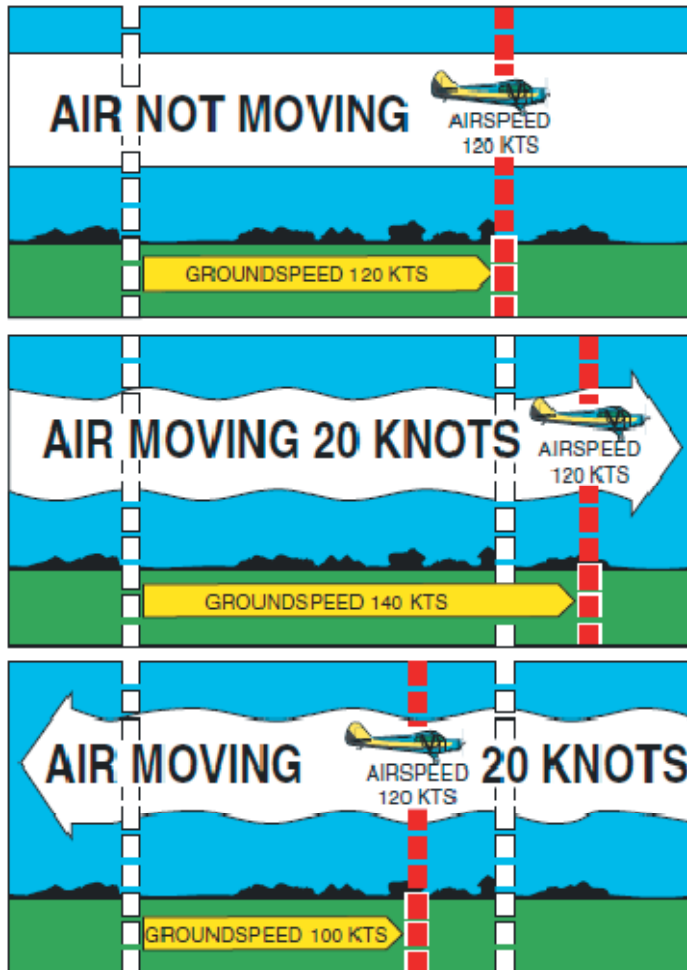 AIR NOT MOVING
AIRSPEED
120 KTS
GROUNDSPEED 120 KTS
AIR MOVING 20 KNOTS
AIRSPEED
120 KTS
GROUNDSPEED 140 KTS
AIR MOVING 20 KNOTS
AIRSPEED
120 KTS
GROUNDSPEED 100 KTS